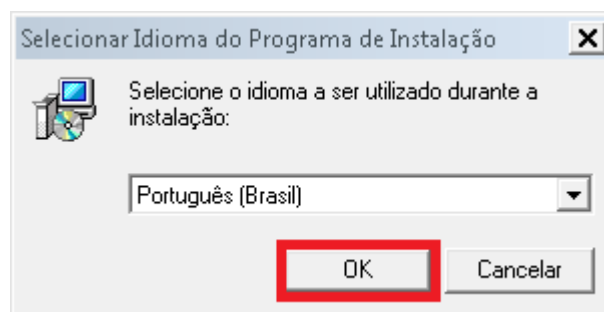 Selecionar Idioma do Programa de Instalação
Selecione o idioma a ser utilizado durante a
instalação:
Português (Brasil)
OK
Cancelar